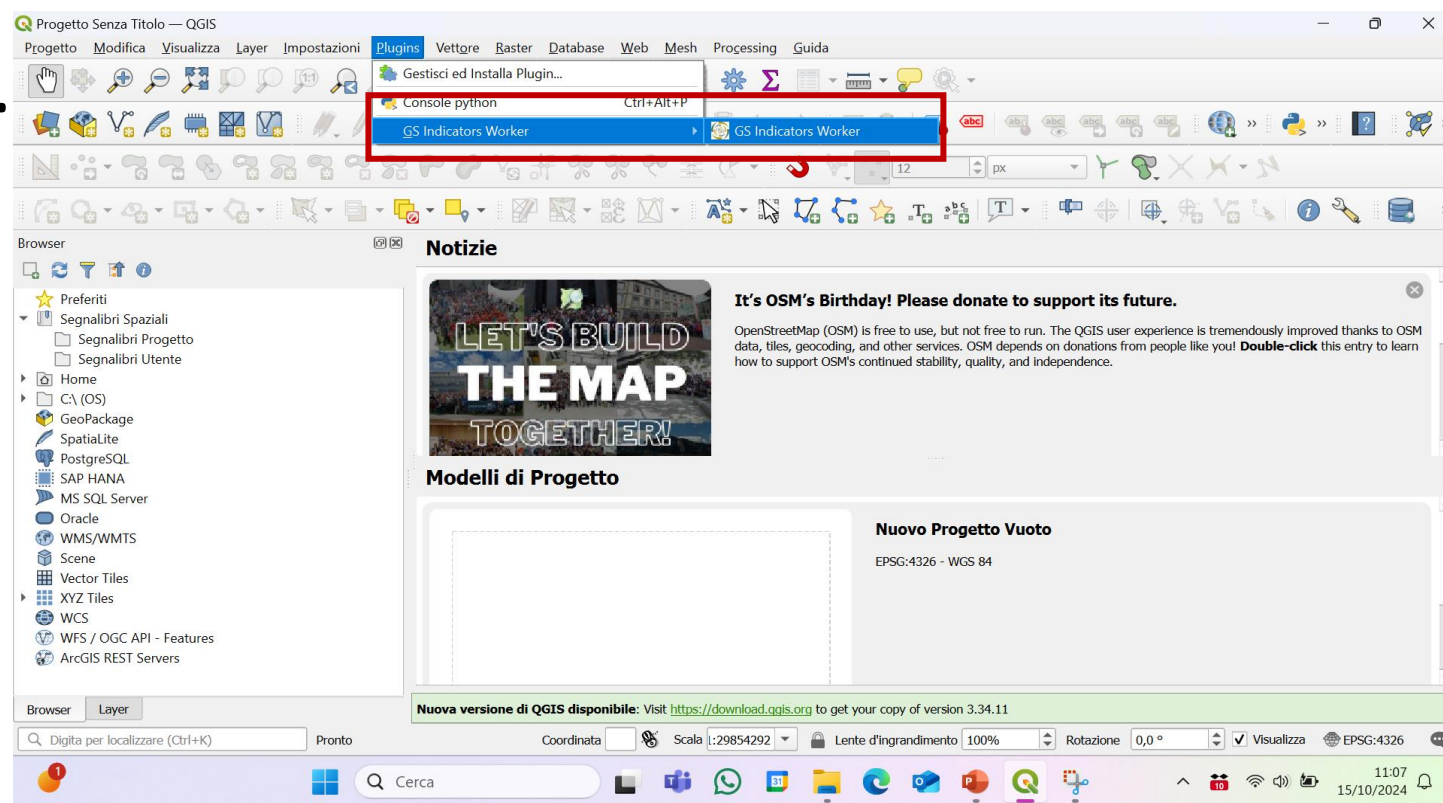 Progetto Senza Titolo — QGIS
Progetto Modifica Visualizza Layer Impostazioni Plugins Vettore Raster Database Web Mesh Processing Guida
Gestisci ed Installa Plugin...
Console python Ctrl+Alt+P
GS Indicators Worker GS Indicators Worker
12 px
Browser
Preferiti
Segnalibri Spaziali
Segnalibri Progetto
Segnalibri Utente
Home
C:\ (OS)
GeoPackage
SpatiaLite
PostgreSQL
SAP HANA
MS SQL Server
Oracle
WMS/WMTS
Scene
Vector Tiles
XYZ Tiles
WCS
WFS / OGC API - Features
ArcGIS REST Servers
Browser Layer
Notizie
LET'S BUILD
THE MAP
TOGETHER!
It's OSM's Birthday! Please donate to support its future.
OpenStreetMap (OSM) is free to use, but not free to run. The QGIS user experience is tremendously improved thanks to OSM
data, tiles, geocoding, and other services. OSM depends on donations from people like you! Double-click this entry to learn
how to support OSM's continued stability, quality, and independence.
Modelli di Progetto
Nuovo Progetto Vuoto
EPSG:4326 - WGS 84
Nuova versione di QGIS disponibile: Visit https://download.qgis.org to get your copy of version 3.34.11
Digita per localizzare (Ctrl+K) Pronto Coordinata Scala 1:29854292 Lente d'ingrandimento 100% Rotazione 0,0 ° Visualizza EPSG:4326
1 Cerca 31 10 11:07
15/10/2024